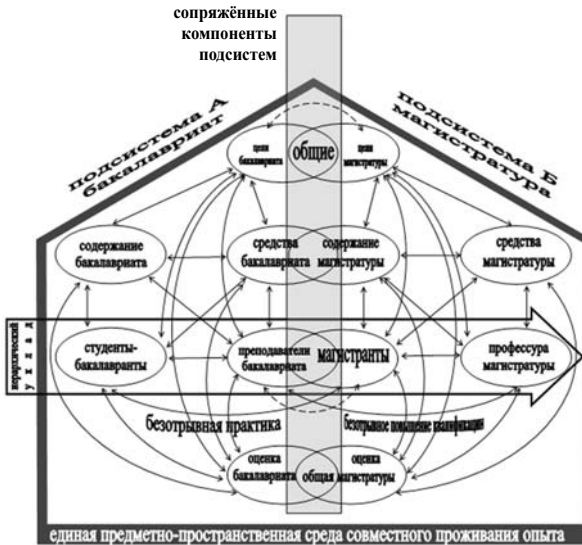 сопряжённые
компоненты
подсистем
подсистема А
бакалавриат
подсистема Б
магистратура
цели
бакалавриата
общие
цели
магистратуры
содержание
бакалавриата
средства
бакалавриата
содержание
магистратуры
средства
магистратуры
иерархический
уклад
студенты-
бакалавранты
преподаватели
бакалавриата
магистранты
профессура
магистратуры
безотрывная практика
безотрывное повышение квалификации
оценка
бакалавриата
общая
оценка
магистратуры
единая предметно-пространственная среда совместного проживания опыта